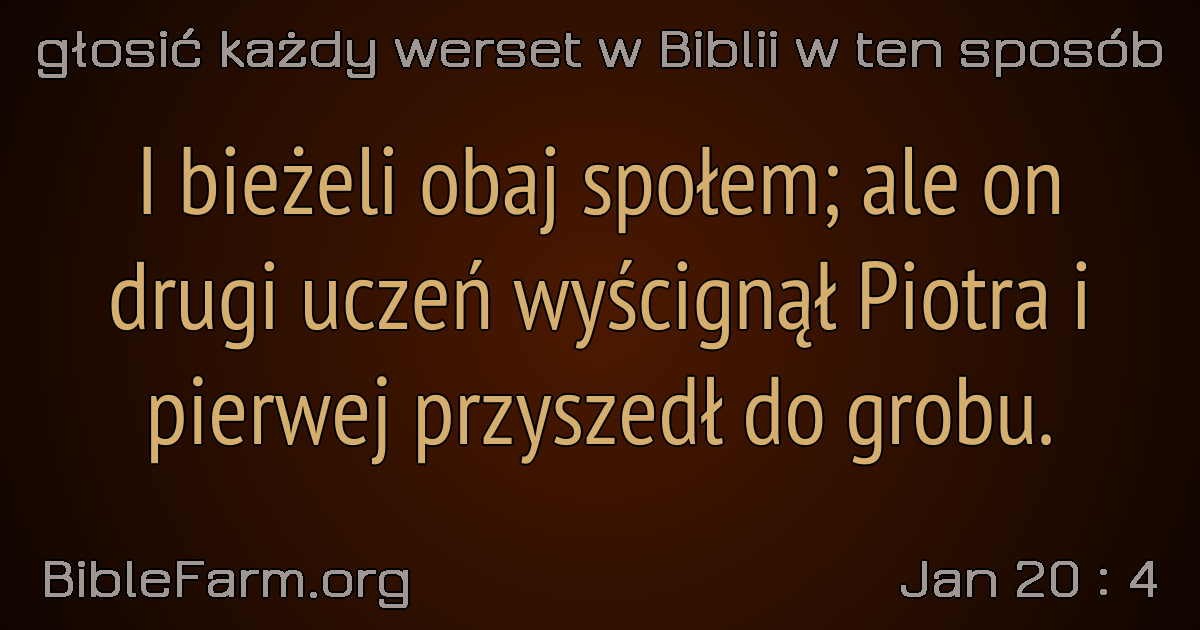 głosić każdy werset w Biblii w ten sposób
I bieżeli obaj społem; ale on
drugi uczeń wyścignął Piotra i
pierwej przyszedł do grobu.
BibleFarm.org
Jan 20 : 4